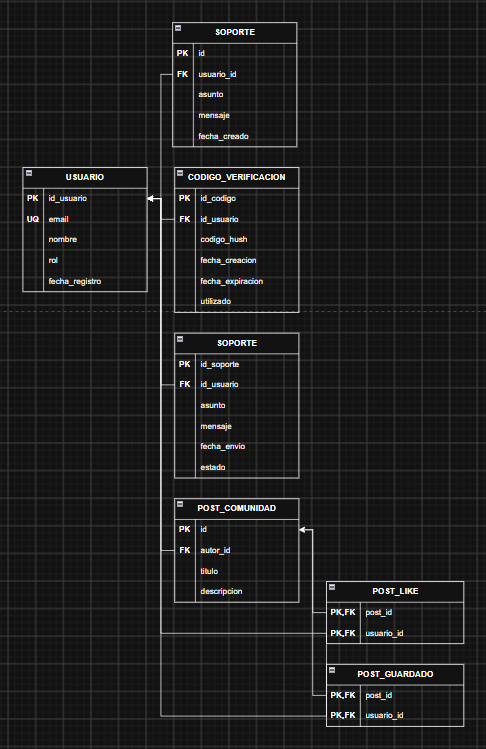 SOPORTE
PK id
FK usuario_id
asunto
mensaje
fecha_creado
USUARIO
PK id_usuario
UQ email
nombre
rol
fecha_registro
CODIGO_VERIFICACION
PK id_codigo
FK id_usuario
codigo_hush
fecha_creacion
fecha_expiracion
utilizado
SOPORTE
PK id_soporte
FK id_usuario
asunto
mensaje
fecha_envio
estado
POST_COMUNIDAD
PK id
FK autor_id
titulo
descripcion
POST_LIKE
PK,FK post_id
PK,FK usuario_id
POST_GUARDADO
PK,FK post_id
PK,FK usuario_id